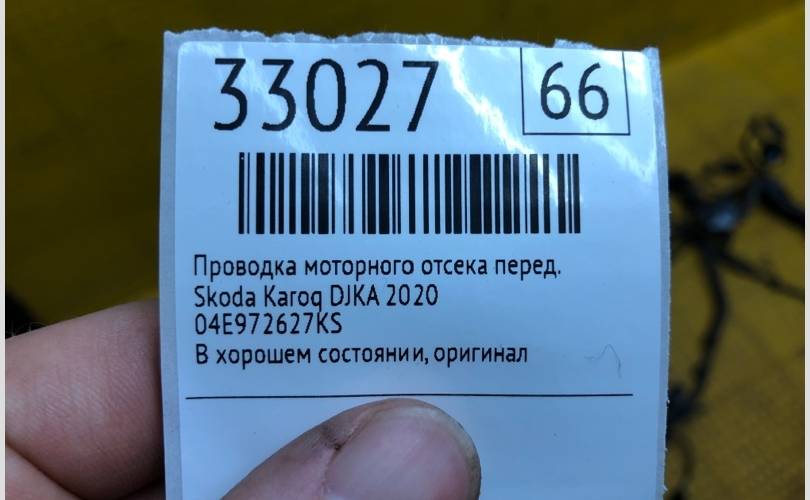 33027
66
Проводка моторного отсека перед.
Skoda Karoq DJKA 2020
04E972627KS
В хорошем состоянии, оригинал